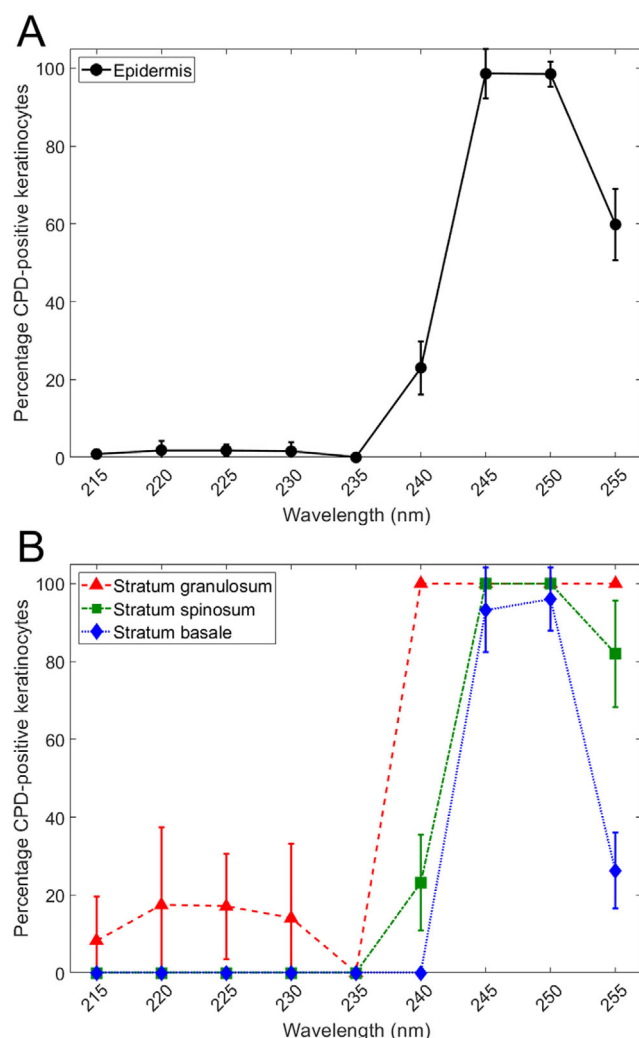 A
Epidermis
Percentage CPD-positive keratinocytes
100
80
60
40
20
0
215 220 225 230 235 240 245 250 255
Wavelength (nm)
B
Stratum granulosum
Stratum spinosum
Stratum basale
Percentage CPD-positive keratinocytes
100
80
60
40
20
0
215 220 225 230 235 240 245 250 255
Wavelength (nm)